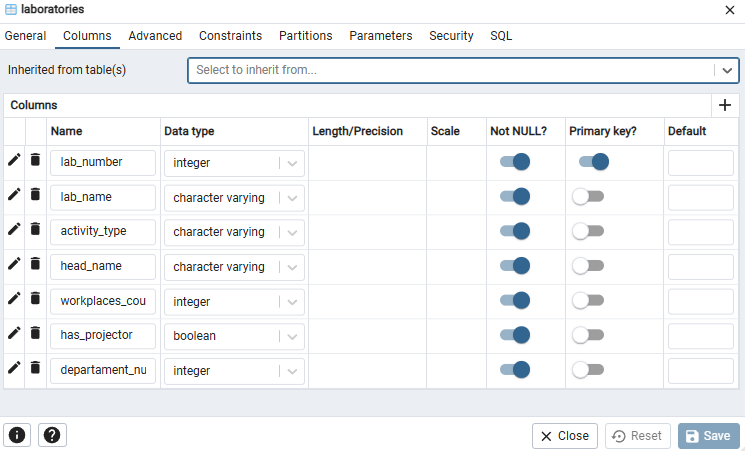 laboratories
General Columns Advanced Constraints Partitions Parameters Security SQL
Inherited from table(s) Select to inherit from...
Columns
Name Data type Length/Precision Scale Not NULL? Primary key? Default
lab_number integer
lab_name character varying
activity_type character varying
head_name character varying
workplaces_cou integer
has_projector boolean
departament_nu integer
Close Reset Save